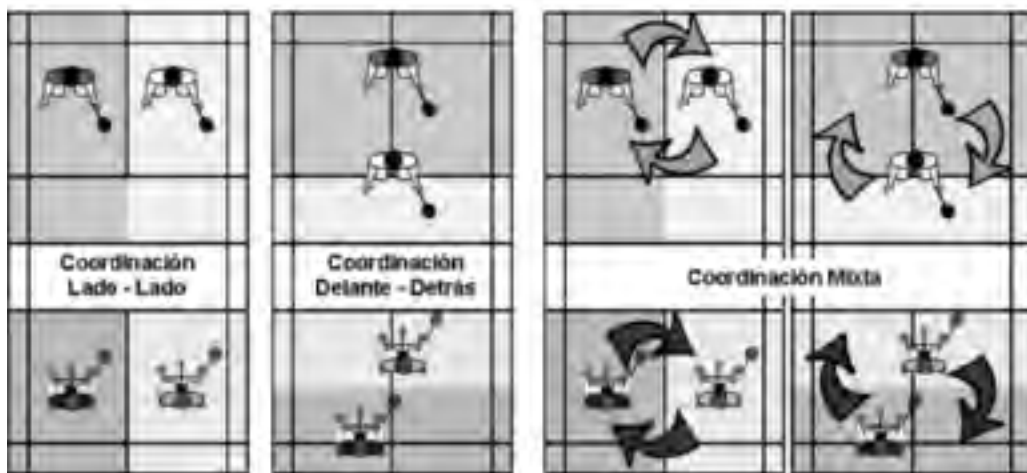 Coordinación
Lado - Lado
Coordinación
Delante - Detrás
Coordinación Mixta